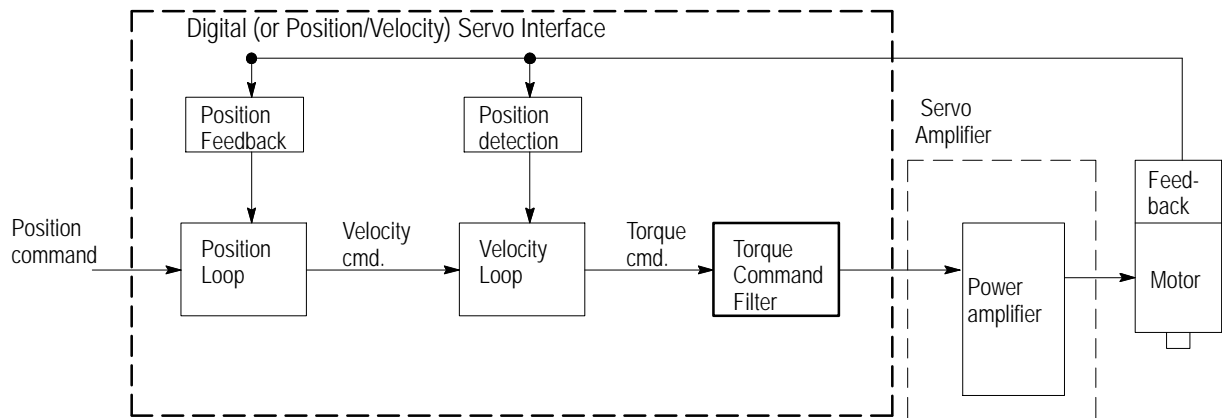 Digital (or Position/Velocity) Servo Interface
Position
Feedback
Position
detection
Servo
Amplifier
Feed-
back
Position
command
Position
Loop
Velocity
cmd.
Velocity
Loop
Torque
cmd.
Torque
Command
Filter
Power
amplifier
Motor